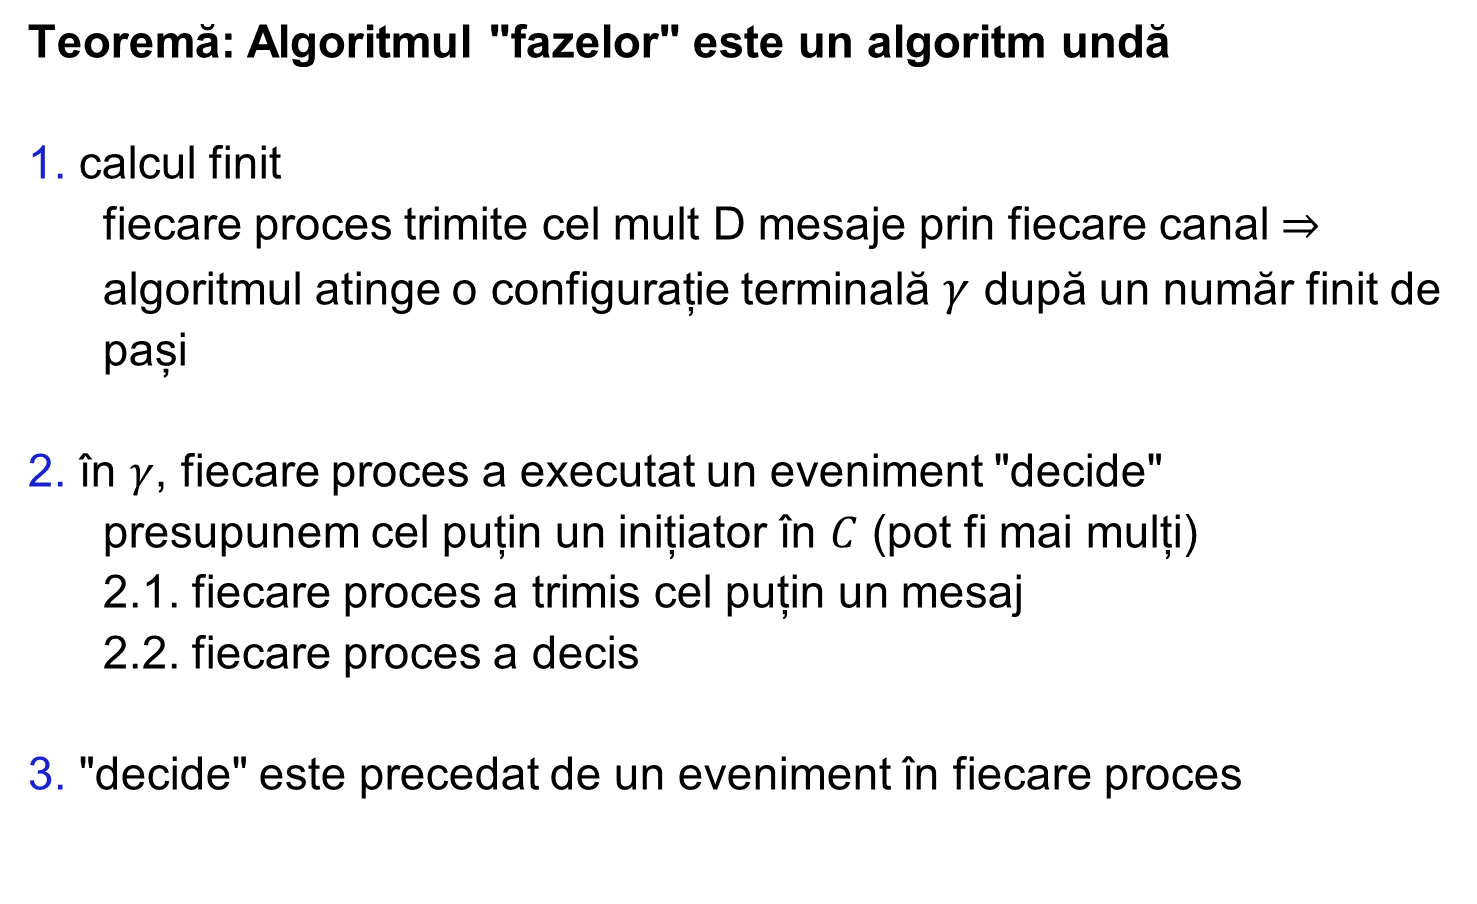 Teoremă: Algoritmul "fazelor" este un algoritm undă
1. calcul finit
fiecare proces trimite cel mult D mesaje prin fiecare canal ⇒
algoritmul atinge o configurație terminală γ după un număr finit de
pași
2. în γ, fiecare proces a executat un eveniment "decide"
presupunem cel puțin un inițiator în C (pot fi mai mulți)
2.1. fiecare proces a trimis cel puțin un mesaj
2.2. fiecare proces a decis
3. "decide" este precedat de un eveniment în fiecare proces